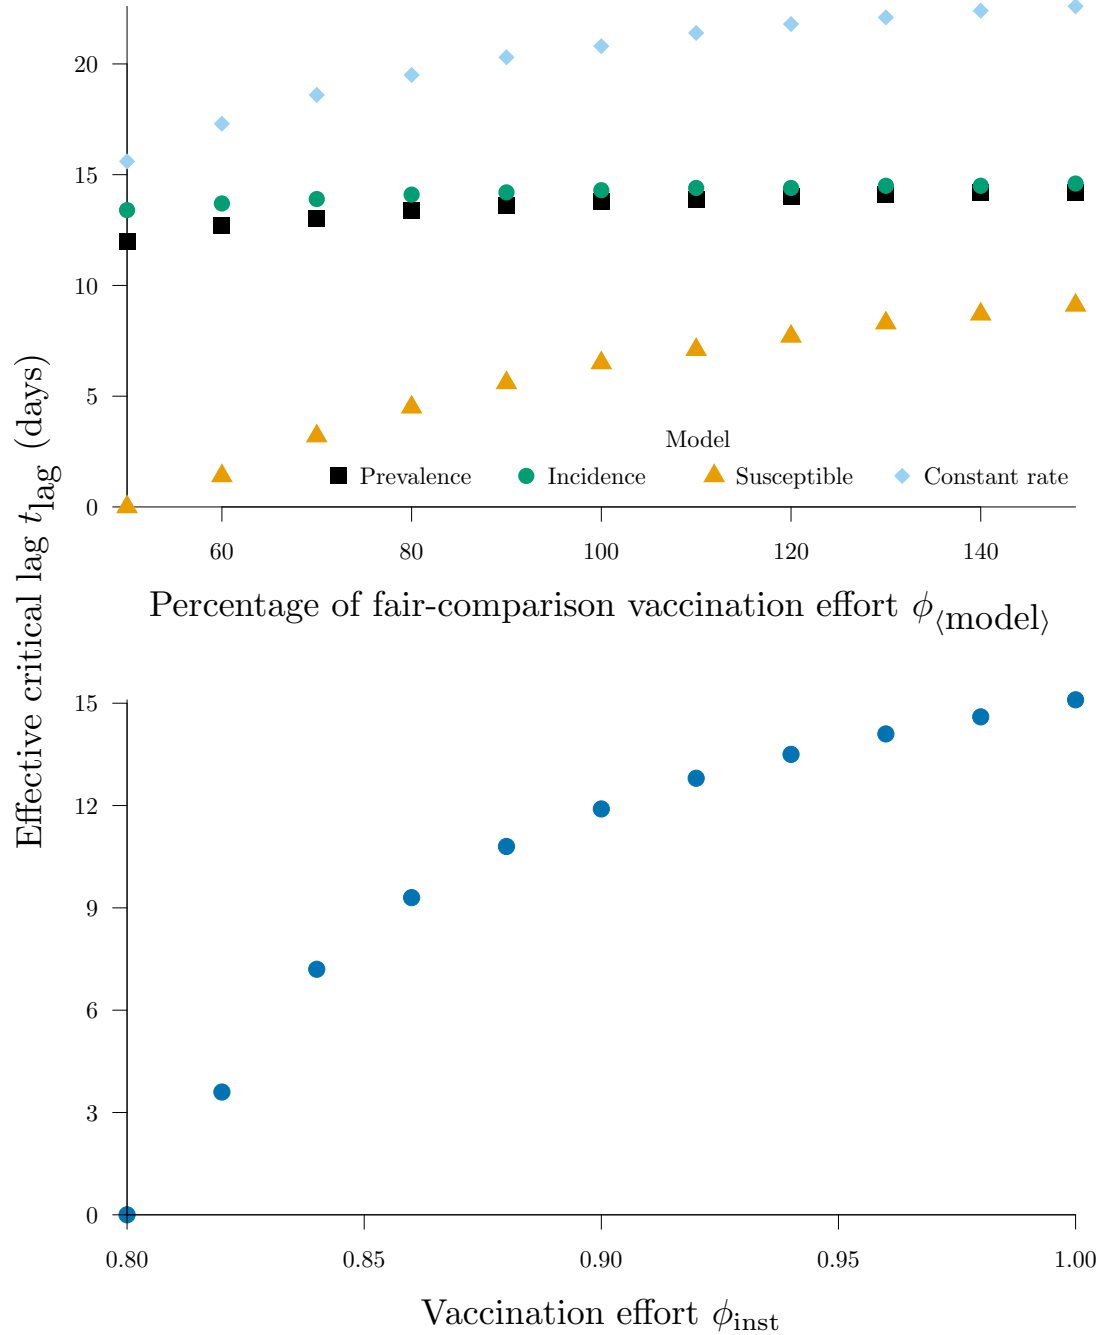 20
15
10
5
0
Model
Prevalence Incidence Susceptible Constant rate
60 80 100 120 140
Percentage of fair-comparison vaccination effort ϕ⟨model⟩
Effective critical lag tlag (days)
15
12
9
6
3
0
0.80 0.85 0.90 0.95 1.00
Vaccination effort ϕinst